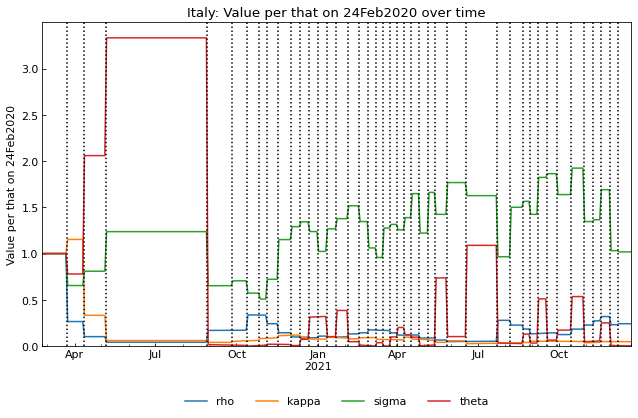 Italy: Value per that on 24Feb2020 over time
Value per that on 24Feb2020
3.0
2.5
2.0
1.5
1.0
0.5
0.0
Apr Jul Oct Jan Apr Jul Oct
2021
rho kappa sigma theta